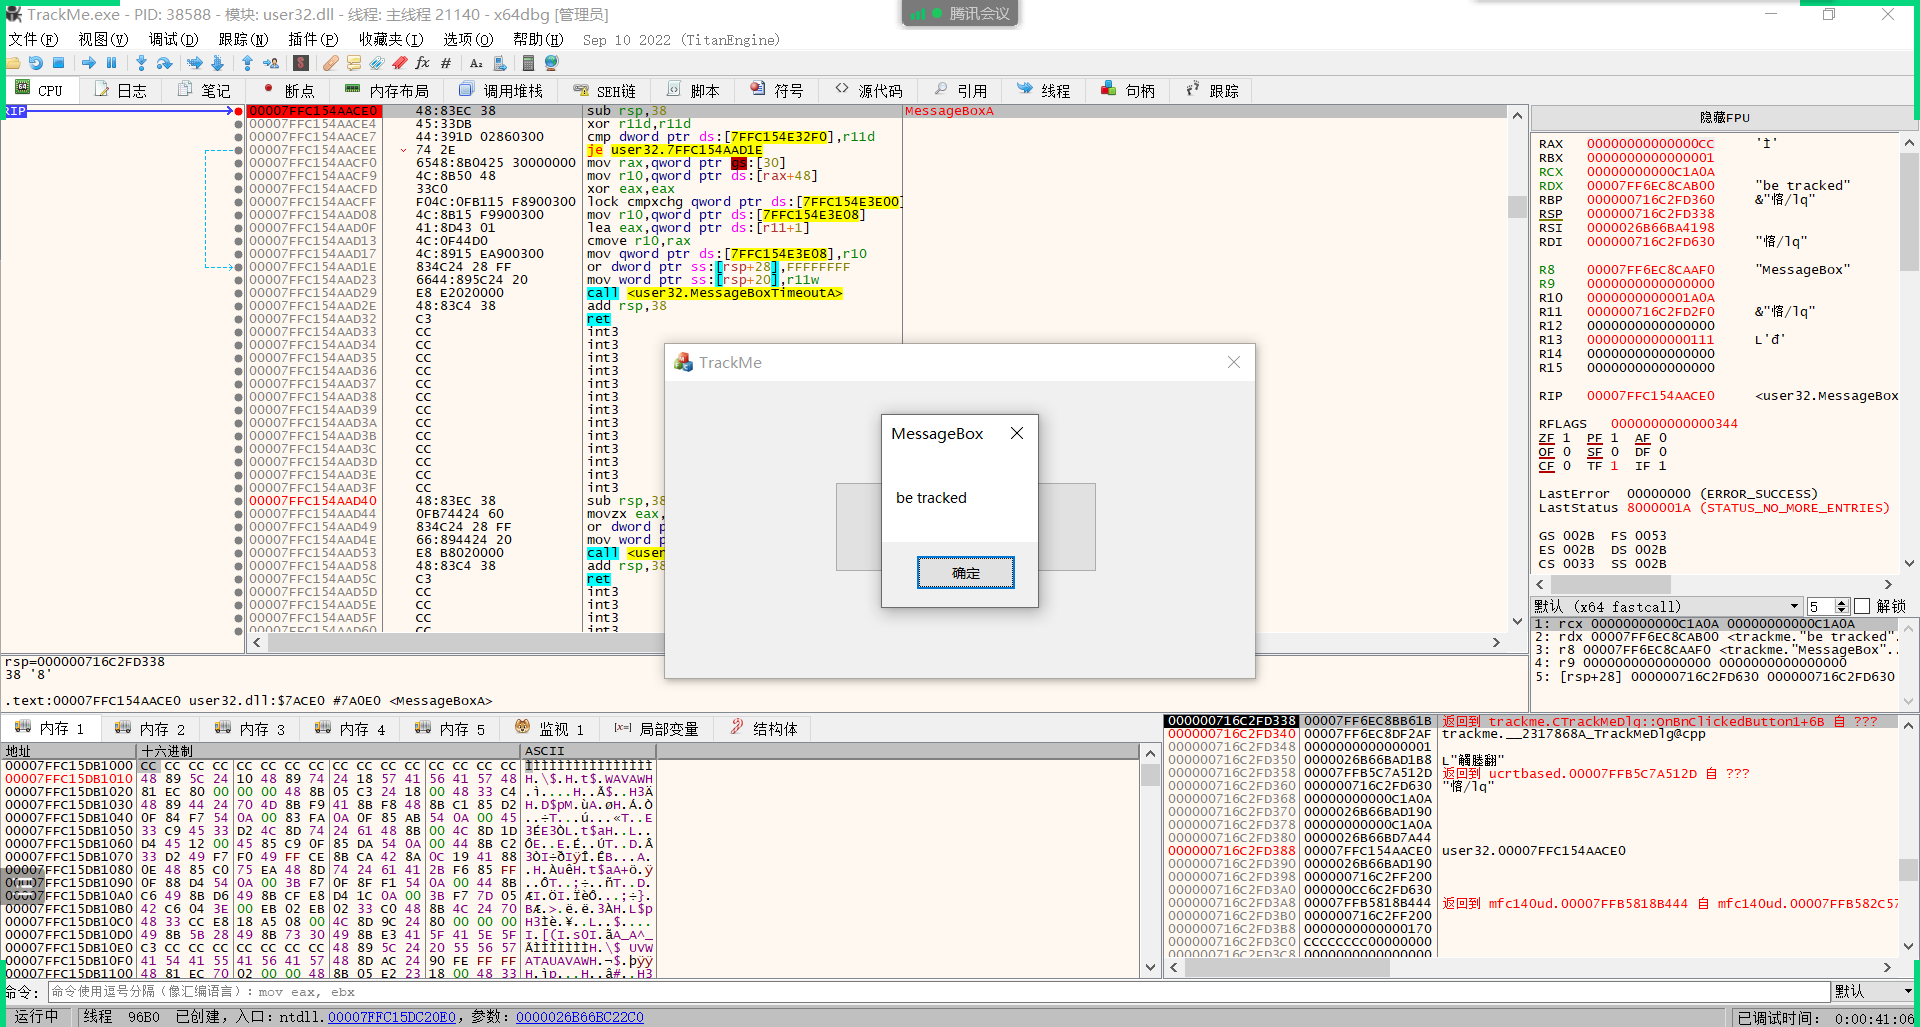 TrackMe.exe - PID: 38588 - 模块: user32.dll - 线程: 主线程 21140 - x64dbg [管理员]
腾讯会议
文件(F) 视图(V) 调试(D) 跟踪(N) 插件(P) 收藏夹(I) 选项(O) 帮助(H) Sep 10 2022 (TitanEngine)
CPU 日志 笔记 断点 内存布局 调用堆栈 SEH链 脚本 符号 源代码 引用 线程 句柄 跟踪
RIP
00007FFC154AACE0 48:83EC 38 sub rsp,38 MessageBoxA
00007FFC154AACE4 45:33DB xor r11d,r11d
00007FFC154AACE7 44:391D 02860300 cmp dword ptr ds:[7FFC154E32F0],r11d
00007FFC154AACEE 74 2E je user32.7FFC154AAD1E
00007FFC154AACF0 6548:8B0425 30000000 mov rax,qword ptr gs:[30]
00007FFC154AACF9 4C:8B50 48 mov r10,qword ptr ds:[rax+48]
00007FFC154AACFD 33C0 xor eax,eax
00007FFC154AACFF F04C:0FB115 F8900300 lock cmpxchg qword ptr ds:[7FFC154E3E00]
00007FFC154AAD08 4C:8B15 F9900300 mov r10,qword ptr ds:[7FFC154E3E08]
00007FFC154AAD0F 41:8D43 01 lea eax,qword ptr ds:[r11+1]
00007FFC154AAD13 4C:0F44D0 cmove r10,rax
00007FFC154AAD17 4C:8915 EA900300 mov qword ptr ds:[7FFC154E3E08],r10
00007FFC154AAD1E 834C24 28 FF or dword ptr ss:[rsp+28],FFFFFFFF
00007FFC154AAD23 6644:895C24 20 mov word ptr ss:[rsp+20],r11w
00007FFC154AAD29 E8 E2020000 call <user32.MessageBoxTimeoutA>
00007FFC154AAD2E 48:83C4 38 add rsp,38
00007FFC154AAD32 C3 ret
00007FFC154AAD33 CC int3
00007FFC154AAD34 CC int3
00007FFC154AAD35 CC int3
00007FFC154AAD36 CC int3
00007FFC154AAD37 CC int3
00007FFC154AAD38 CC int3
00007FFC154AAD39 CC int3
00007FFC154AAD3A CC int3
00007FFC154AAD3B CC int3
00007FFC154AAD3C CC int3
00007FFC154AAD3D CC int3
00007FFC154AAD3E CC int3
00007FFC154AAD3F CC int3
00007FFC154AAD40 48:83EC 38 sub rsp,38
00007FFC154AAD44 0FB74424 60 movzx eax,
00007FFC154AAD49 834C24 28 FF or dword p
00007FFC154AAD4E 66:894424 20 mov word p
00007FFC154AAD53 E8 B8020000 call <user
00007FFC154AAD58 48:83C4 38 add rsp,38
00007FFC154AAD5C C3 ret
00007FFC154AAD5D CC int3
00007FFC154AAD5E CC int3
00007FFC154AAD5F CC int3
00007FFC154AAD60 CC int3
TrackMe
MessageBox
be tracked
确定
隐藏FPU
RAX 00000000000000CC 'Ì'
RBX 0000000000000001
RCX 00000000000C1A0A
RDX 00007FF6EC8CAB00 "be tracked"
RBP 000000716C2FD360
RSP 000000716C2FD338
RSI 0000026B66BA4198
RDI 000000716C2FD630
R8 00007FF6EC8CAAF0 "MessageBox"
R9 0000000000000000
R10 0000000000001A0A
R11 000000716C2FD2F0
R12 0000000000000000
R13 0000000000000111 L'đ'
R14 0000000000000000
R15 0000000000000000
RIP 00007FFC154AACE0 <user32.MessageBox
RFLAGS 0000000000000344
ZF 1 PF 1 AF 0
OF 0 SF 0 DF 0
CF 0 TF 1 IF 1
LastError 00000000 (ERROR_SUCCESS)
LastStatus 8000001A (STATUS_NO_MORE_ENTRIES)
GS 002B FS 0053
ES 002B DS 002B
CS 0033 SS 002B
默认 (x64 fastcall) 5 解锁
1: rcx 00000000000C1A0A 00000000000C1A0A
2: rdx 00007FF6EC8CAB00 <trackme."be tracked".
3: r8 00007FF6EC8CAAF0 <trackme."MessageBox"..
4: r9 0000000000000000 0000000000000000
5: [rsp+28] 000000716C2FD630 000000716C2FD630
rsp=000000716C2FD338
38 '8'
.text:00007FFC154AACE0 user32.dll:$7ACE0 #7A0E0 <MessageBoxA>
内存 1 内存 2 内存 3 内存 4 内存 5 监视 1 局部变量 结构体
地址 十六进制 ASCII
00007FFC15DB1000 CC CC CC CC CC CC CC CC CC CC CC CC CC CC CC CC ÌÌÌÌÌÌÌÌÌÌÌÌÌÌÌÌ
00007FFC15DB1010 48 89 5C 24 10 48 89 74 24 18 57 41 56 41 57 48 H.\$.H.t$.WAVAWH
00007FFC15DB1020 81 EC 80 00 00 00 48 8B 05 C3 24 18 00 48 33 C4 .ì....H..Ã$..H3Ä
00007FFC15DB1030 48 89 44 24 70 4D 8B F9 41 8B F8 48 8B C1 85 D2 H.D$pM.ùA.øH.Á.Ò
00007FFC15DB1040 0F 84 F7 54 0A 00 83 FA 0A 0F 85 AB 54 0A 00 45
00007FFC15DB1050 33 C9 45 33 D2 4C 8D 74 24 61 48 8B 00 4C 8D 1D
00007FFC15DB1060 D4 45 12 00 45 85 C9 0F 85 DA 54 0A 00 44 8B C2
00007FFC15DB1070 33 D2 49 F7 F0 49 FF CE 8B CA 42 8A 0C 19 41 88
00007FFC15DB1080 0E 48 85 C0 75 EA 48 8D 74 24 61 41 2B F6 85 FF
00007FFC15DB1090 0F 88 D4 54 0A 00 3B F7 0F 8F F1 54 0A 00 44 8B
00007FFC15DB10A0 C6 49 8B D6 49 8B CF E8 D4 1C 0A 00 3B F7 7D 05
00007FFC15DB10B0 42 C6 04 3E 00 EB 02 EB 02 33 C0 48 8B 4C 24 70
00007FFC15DB10C0 48 33 CC E8 18 A5 08 00 4C 8D 9C 24 80 00 00 00
00007FFC15DB10D0 49 8B 5B 28 49 8B 73 30 49 8B E3 41 5F 41 5E 5F
00007FFC15DB10E0 C3 CC CC CC CC CC CC CC 48 89 5C 24 20 55 56 57
00007FFC15DB10F0 41 54 41 55 41 56 41 57 48 8D AC 24 90 FE FF FF
00007FFC15DB1100 48 81 EC 70 02 00 00 48 8B 05 E2 23 18 00 48 33
000000716C2FD338 00007FF6EC8BB61B 返回到 trackme.CTrackMeDlg::OnBnClickedButton1+6B 自 ???
000000716C2FD340 00007FF6EC8DF2AF trackme.__2317868A_TrackMeDlg@cpp
000000716C2FD348 0000000000000001
000000716C2FD350 0000026B66BAD1B8
000000716C2FD358 00007FFB5C7A512D 返回到 ucrtbased.00007FFB5C7A512D 自 ???
000000716C2FD360 000000716C2FD630
000000716C2FD368 00000000000C1A0A
000000716C2FD370 0000026B66BAD190
000000716C2FD378 00000000000C1A0A
000000716C2FD380 0000026B66BD7A44
000000716C2FD388 00007FFC154AACE0 user32.00007FFC154AACE0
000000716C2FD390 0000026B66BAD190
000000716C2FD398 000000716C2FF200
000000716C2FD3A0 000000CC6C2FD630
000000716C2FD3A8 00007FFB5818B444 返回到 mfc140ud.00007FFB5818B444 自 mfc140ud.00007FFB582C57
000000716C2FD3B0 000000716C2FF200
000000716C2FD3B8 0000000000000170
000000716C2FD3C0 CCCCCCCC00000000
命令: 命令使用逗号分隔（像汇编语言）：mov eax, ebx 默认
运行中 线程 96B0 已创建，入口：ntdll.00007FFC15DC20E0，参数：0000026B66BC22C0 已调试时间： 0:00:41:06